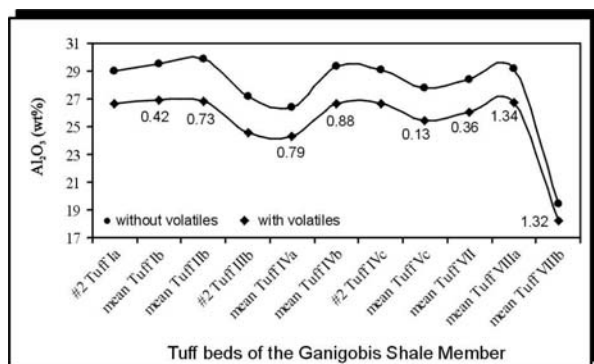 Al₂O₃ (wt%)
31
29
27
25
23
21
19
17
0.42
0.73
0.79
0.88
0.13
0.36
1.34
1.32
without volatiles
with volatiles
#2 Tuff Ia
mean Tuff Ib
mean Tuff IIb
#2 Tuff IIIb
mean Tuff IVa
mean Tuff IVb
#2 Tuff IVc
mean Tuff Vc
mean Tuff VII
mean Tuff VIIIa
mean Tuff VIIIb
Tuff beds of the Ganigobis Shale Member